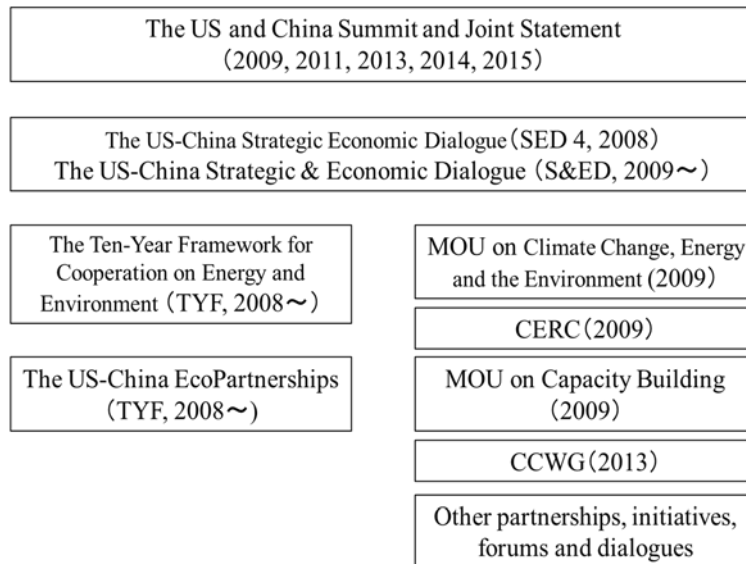 The US and China Summit and Joint Statement
(2009, 2011, 2013, 2014, 2015)
The US-China Strategic Economic Dialogue (SED 4, 2008)
The US-China Strategic & Economic Dialogue (S&ED, 2009～)
The Ten-Year Framework for
Cooperation on Energy and
Environment (TYF, 2008～)
The US-China EcoPartnerships
(TYF, 2008～)
MOU on Climate Change, Energy
and the Environment (2009)
CERC (2009)
MOU on Capacity Building
(2009)
CCWG (2013)
Other partnerships, initiatives,
forums and dialogues